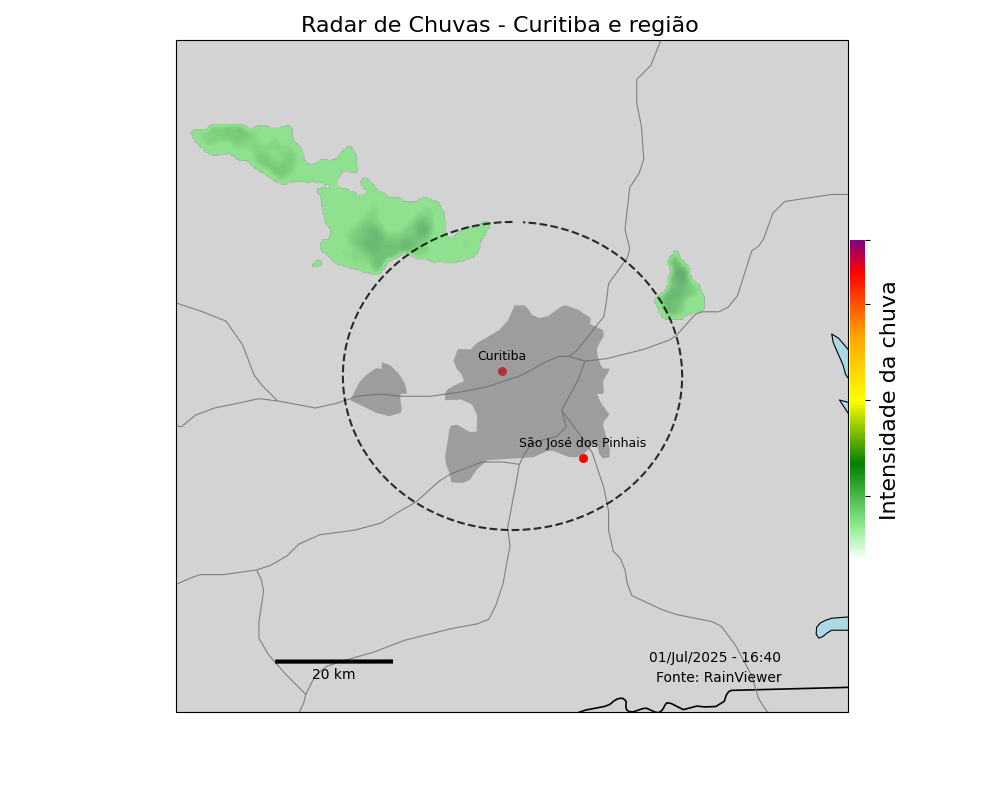 Radar de Chuvas - Curitiba e região
Curitiba
São José dos Pinhais
Intensidade da chuva
01/Jul/2025 - 16:40
Fonte: RainViewer
20 km